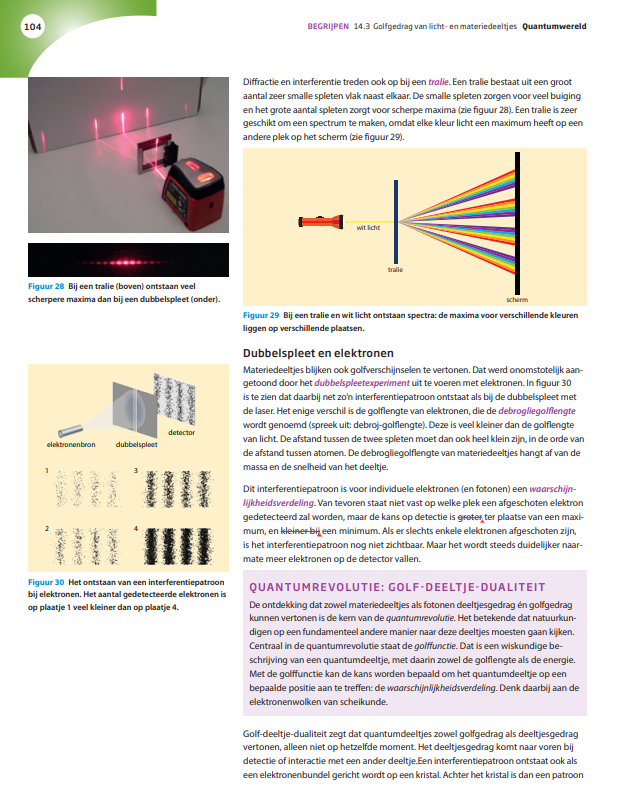 104
BEGRIJPEN 14.3 Golfgedrag van licht- en materiedeeltjes Quantumwereld
Diffractie en interferentie treden ook op bij een tralie. Een tralie bestaat uit een groot
aantal zeer smalle spleten vlak naast elkaar. De smalle spleten zorgen voor veel buiging
en het grote aantal spleten zorgt voor scherpe maxima (zie figuur 28). Een tralie is zeer
geschikt om een spectrum te maken, omdat elke kleur licht een maximum heeft op een
andere plek op het scherm (zie figuur 29).
wit licht
tralie
scherm
Figuur 28 Bij een tralie (boven) ontstaan veel
scherpere maxima dan bij een dubbelspleet (onder).
Figuur 29 Bij een tralie en wit licht ontstaan spectra: de maxima voor verschillende kleuren
liggen op verschillende plaatsen.
Dubbelspleet en elektronen
Materiedeeltjes blijken ook golfverschijnselen te vertonen. Dat werd onomstotelijk aan-
getoond door het dubbelspleetexperiment uit te voeren met elektronen. In figuur 30
is te zien dat daarbij net zo'n interferentiepatroon ontstaat als bij de dubbelspleet met
de laser. Het enige verschil is de golflengte van elektronen, die de debrogliegolflengte
wordt genoemd (spreek uit: debroj-golflengte). Deze is veel kleiner dan de golflengte
van licht. De afstand tussen de twee spleten moet dan ook heel klein zijn, in de orde van
de afstand tussen atomen. De debrogliegolflengte van materiedeeltjes hangt af van de
massa en de snelheid van het deeltje.
Dit interferentiepatroon is voor individuele elektronen (en fotonen) een waarschijn-
lijkheidsverdeling. Van tevoren staat niet vast op welke plek een afgeschoten elektron
gedetecteerd zal worden, maar de kans op detectie is groter ter plaatse van een maxi-
mum, en kleiner bij een minimum. Als er slechts enkele elektronen afgeschoten zijn,
is het interferentiepatroon nog niet zichtbaar. Maar het wordt steeds duidelijker naar-
mate meer elektronen op de detector vallen.
elektronenbron
dubbelspleet
detector
1
3
2
4
Figuur 30 Het ontstaan van een interferentiepatroon
bij elektronen. Het aantal gedetecteerde elektronen is
op plaatje 1 veel kleiner dan op plaatje 4.
QUANTUMREVOLUTIE: GOLF-DEELTJE-DUALITEIT
De ontdekking dat zowel materiedeeltjes als fotonen deeltjesgedrag én golfgedrag
kunnen vertonen is de kern van de quantumrevolutie. Het betekende dat natuurkun-
digen op een fundamenteel andere manier naar deze deeltjes moesten gaan kijken.
Centraal in de quantumrevolutie staat de golffunctie. Dat is een wiskundige be-
schrijving van een quantumdeeltje, met daarin zowel de golflengte als de energie.
Met de golffunctie kan de kans worden bepaald om het quantumdeeltje op een
bepaalde positie aan te treffen: de waarschijnlijkheidsverdeling. Denk daarbij aan de
elektronenwolken van scheikunde.
Golf-deeltje-dualiteit zegt dat quantumdeeltjes zowel golfgedrag als deeltjesgedrag
vertonen, alleen niet op hetzelfde moment. Het deeltjesgedrag komt naar voren bij
detectie of interactie met een ander deeltje.Een interferentiepatroon ontstaat ook als
een elektronenbundel gericht wordt op een kristal. Achter het kristal is dan een patroon